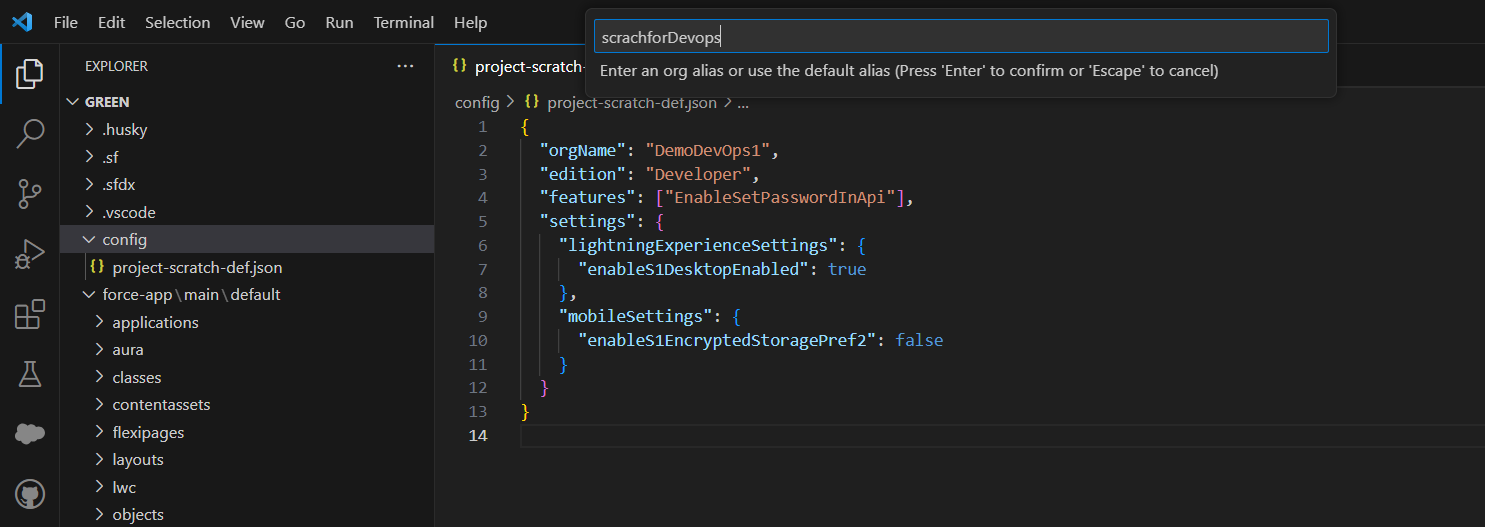 File Edit Selection View Go Run Terminal Help
scrachforDevops
Enter an org alias or use the default alias (Press 'Enter' to confirm or 'Escape' to cancel)
EXPLORER ...
GREEN
.husky
.sf
.sfdx
.vscode
config
project-scratch-def.json
force-app\main\default
applications
aura
classes
contentassets
flexipages
layouts
lwc
objects
{} project-scratch-
config > {} project-scratch-def.json > ...
1 {
2 "orgName": "DemoDevOps1",
3 "edition": "Developer",
4 "features": ["EnableSetPasswordInApi"],
5 "settings": {
6 "lightningExperienceSettings": {
7 "enableS1DesktopEnabled": true
8 },
9 "mobileSettings": {
10 "enableS1EncryptedStoragePref2": false
11 }
12 }
13 }
14